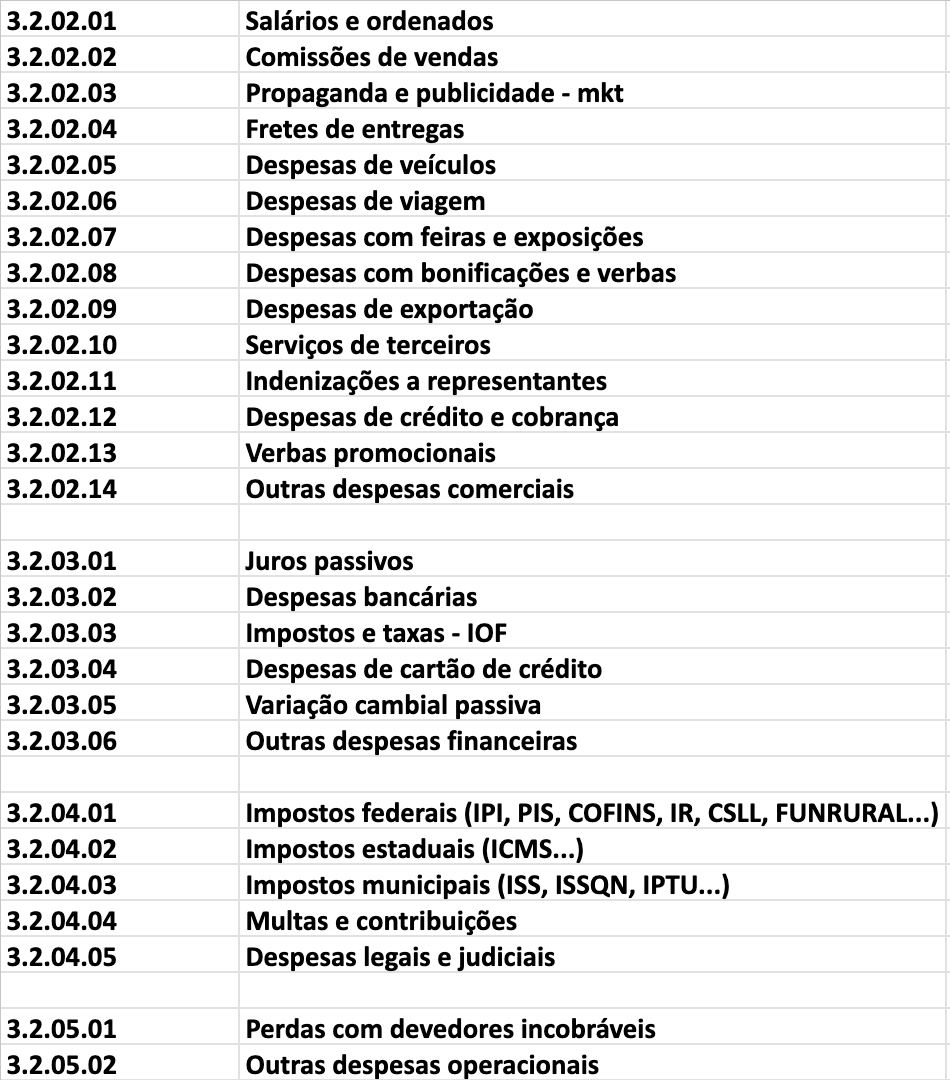 3.2.02.01 Salários e ordenados
3.2.02.02 Comissões de vendas
3.2.02.03 Propaganda e publicidade - mkt
3.2.02.04 Fretes de entregas
3.2.02.05 Despesas de veículos
3.2.02.06 Despesas de viagem
3.2.02.07 Despesas com feiras e exposições
3.2.02.08 Despesas com bonificações e verbas
3.2.02.09 Despesas de exportação
3.2.02.10 Serviços de terceiros
3.2.02.11 Indenizações a representantes
3.2.02.12 Despesas de crédito e cobrança
3.2.02.13 Verbas promocionais
3.2.02.14 Outras despesas comerciais
3.2.03.01 Juros passivos
3.2.03.02 Despesas bancárias
3.2.03.03 Impostos e taxas - IOF
3.2.03.04 Despesas de cartão de crédito
3.2.03.05 Variação cambial passiva
3.2.03.06 Outras despesas financeiras
3.2.04.01 Impostos federais (IPI, PIS, COFINS, IR, CSLL, FUNRURAL...)
3.2.04.02 Impostos estaduais (ICMS...)
3.2.04.03 Impostos municipais (ISS, ISSQN, IPTU...)
3.2.04.04 Multas e contribuições
3.2.04.05 Despesas legais e judiciais
3.2.05.01 Perdas com devedores incobráveis
3.2.05.02 Outras despesas operacionais